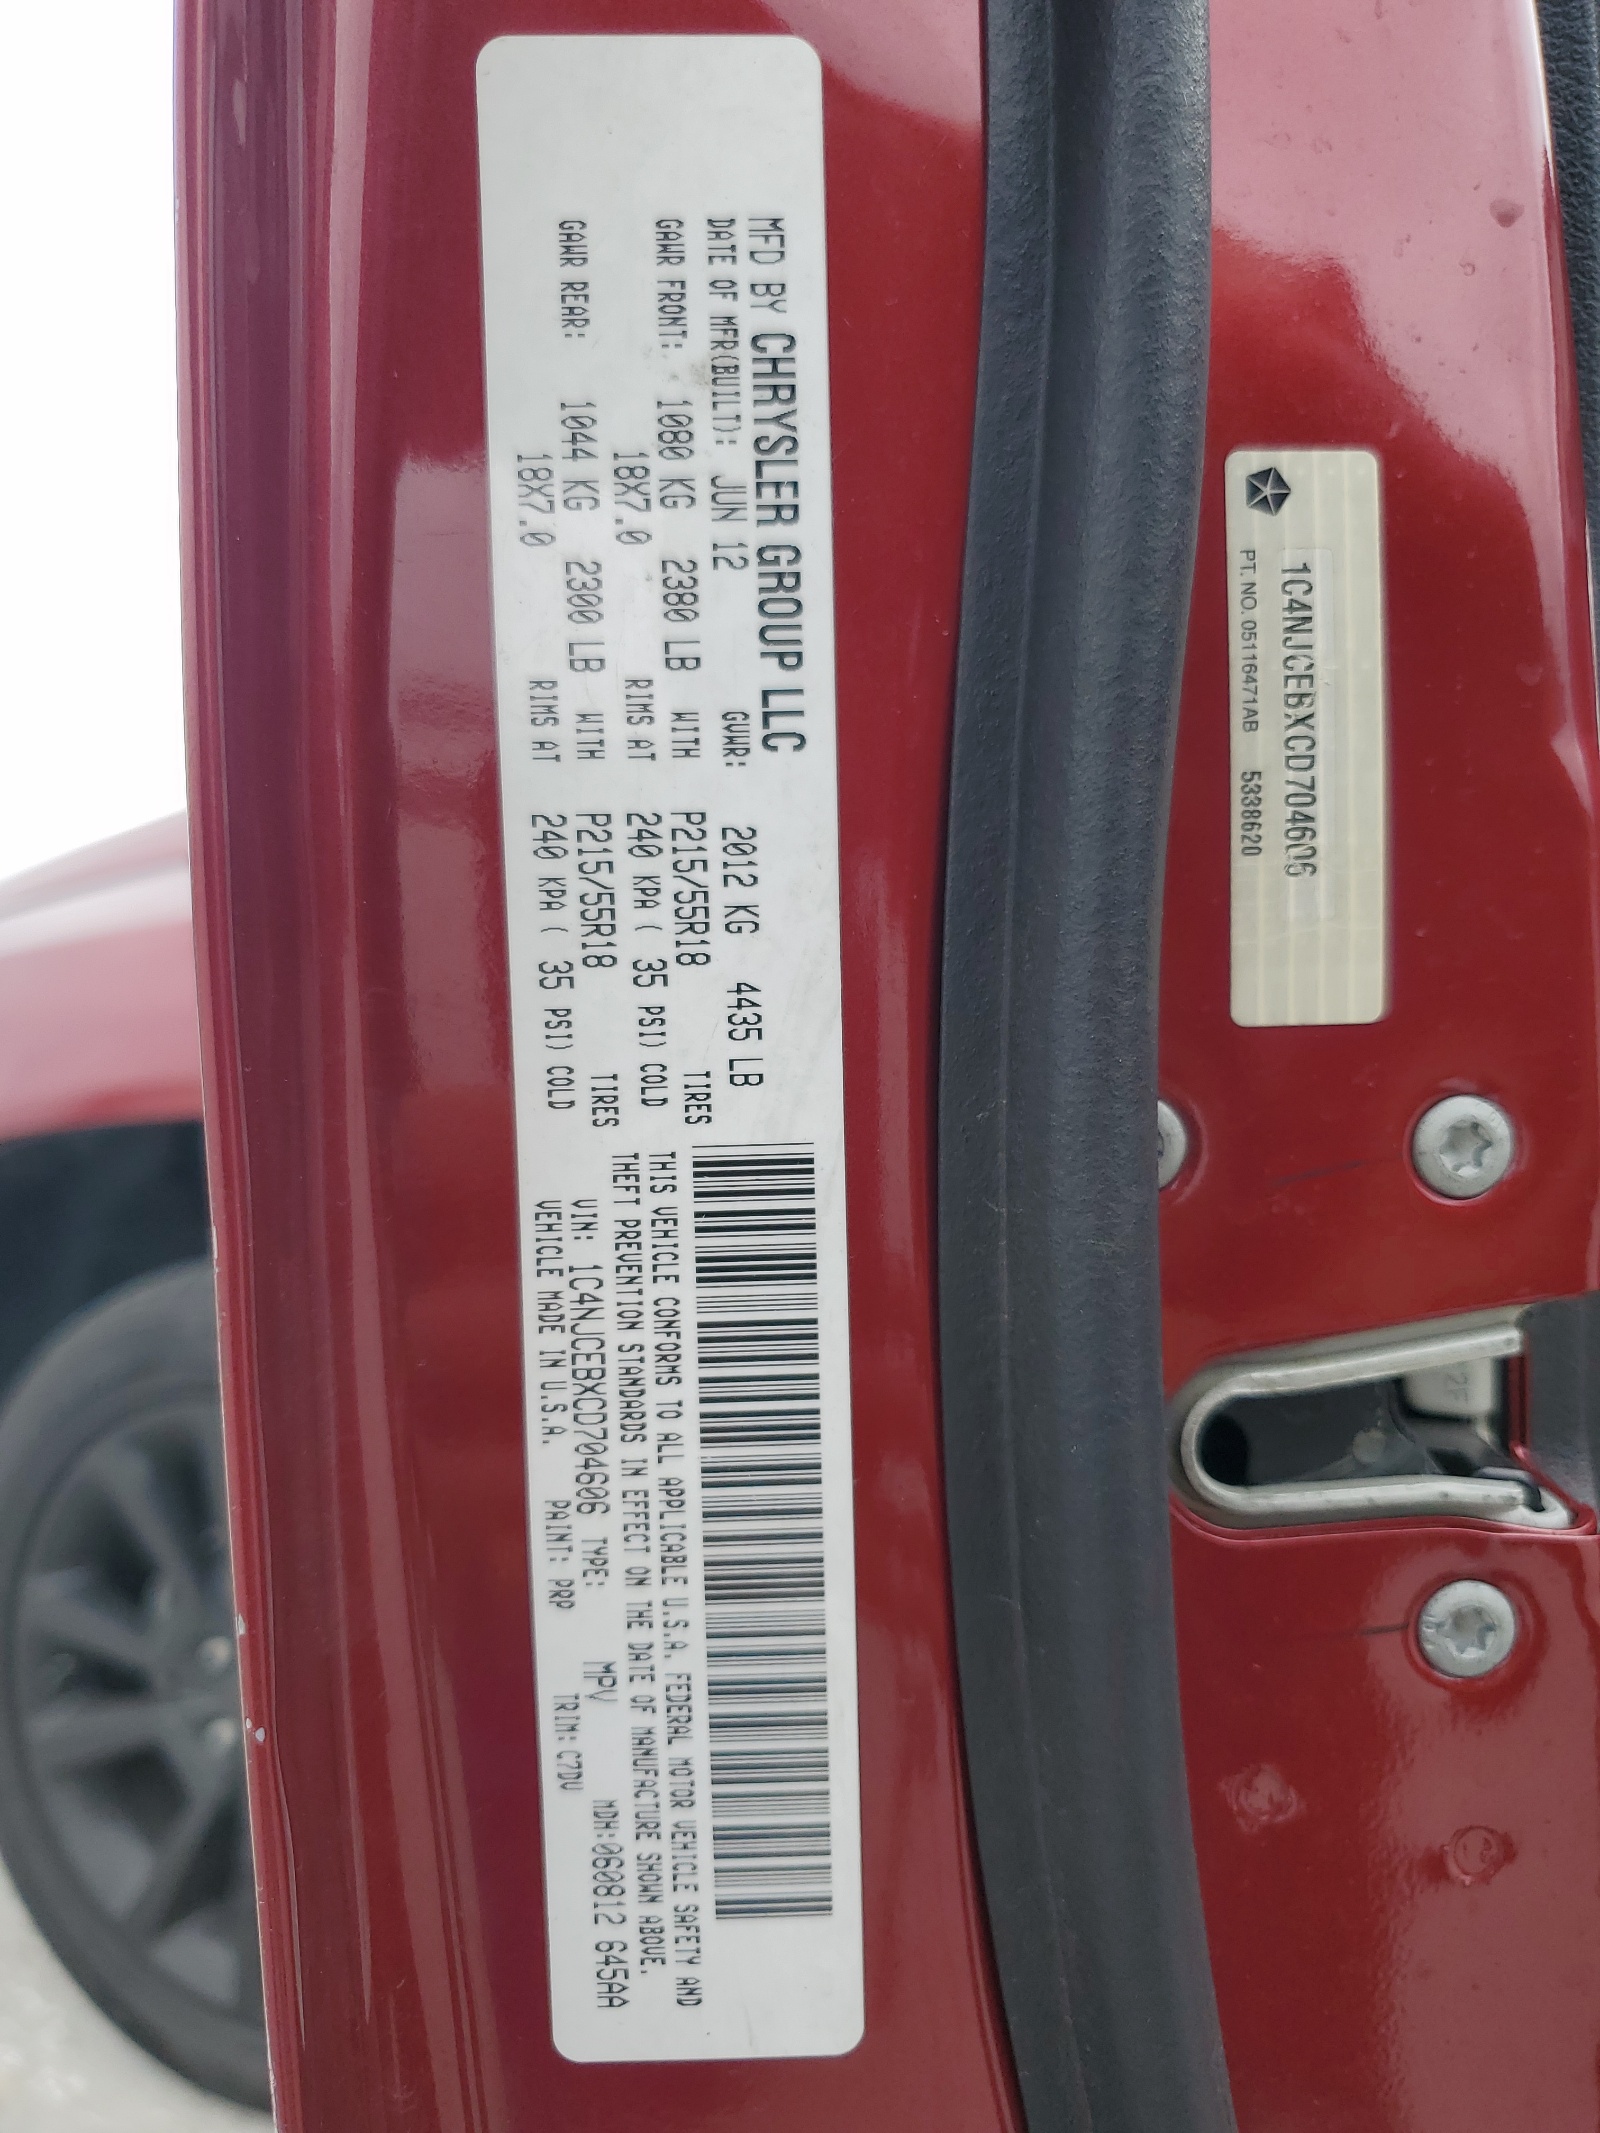 MFD BY CHRYSLER GROUP LLC
DATE OF MFR(BUILT): JUN 12 GVWR: 2012 KG 4435 LB
GAWR FRONT: 1080 KG 2380 LB WITH P215/55R18 TIRES
18X7.0 RIMS AT 240 KPA ( 35 PSI) COLD
GAWR REAR: 1044 KG 2300 LB WITH P215/55R18 TIRES
18X7.0 RIMS AT 240 KPA ( 35 PSI) COLD
THIS VEHICLE CONFORMS TO ALL APPLICABLE U.S.A. FEDERAL MOTOR VEHICLE SAFETY AND
THEFT PREVENTION STANDARDS IN EFFECT ON THE DATE OF MANUFACTURE SHOWN ABOVE.
VIN: 1C4NJCEBXCD704606 TYPE: MPV MDH:060812 645AA
VEHICLE MADE IN U.S.A. PAINT: PRP TRIM: C7DV
1C4NJCEBXCD704606
PT. NO. 05116471AB 5338620
2F